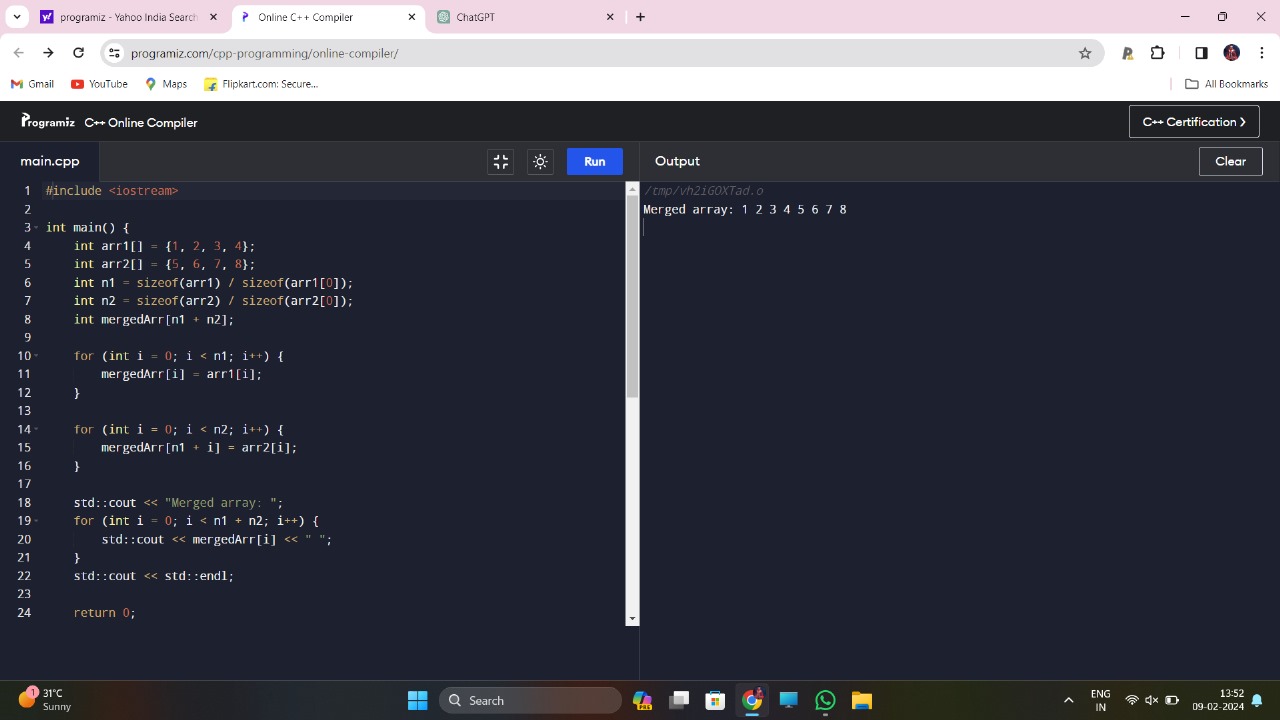 programiz - Yahoo India Search
Online C++ Compiler
ChatGPT
programiz.com/cpp-programming/online-compiler/
Gmail
YouTube
Maps
Flipkart.com: Secure...
All Bookmarks
Programiz C++ Online Compiler
C++ Certification >
main.cpp
Run
Output
Clear
1 #include <iostream>
2
3 int main() {
4     int arr1[] = {1, 2, 3, 4};
5     int arr2[] = {5, 6, 7, 8};
6     int n1 = sizeof(arr1) / sizeof(arr1[0]);
7     int n2 = sizeof(arr2) / sizeof(arr2[0]);
8     int mergedArr[n1 + n2];
9
10     for (int i = 0; i < n1; i++) {
11         mergedArr[i] = arr1[i];
12     }
13
14     for (int i = 0; i < n2; i++) {
15         mergedArr[n1 + i] = arr2[i];
16     }
17
18     std::cout << "Merged array: ";
19     for (int i = 0; i < n1 + n2; i++) {
20         std::cout << mergedArr[i] << " ";
21     }
22     std::cout << std::endl;
23
24     return 0;
/tmp/vh2iGOXTad.o
Merged array: 1 2 3 4 5 6 7 8
1
31°C
Sunny
Search
PRE
ENG
IN
13:52
09-02-2024